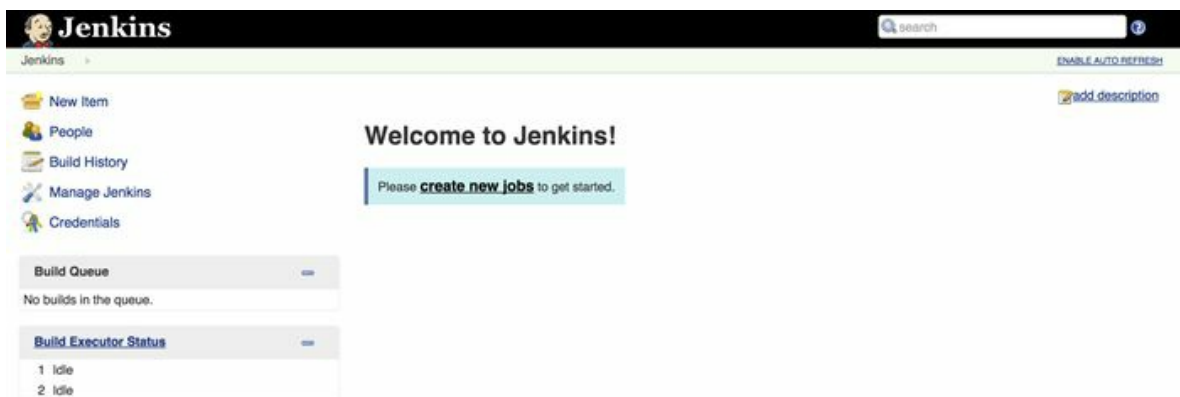 Jenkins
search
Jenkins
ENABLE AUTO REFRESH
New Item
People
Build History
Manage Jenkins
Credentials
Build Queue
No builds in the queue.
Build Executor Status
1 Idle
2 Idle
add description
Welcome to Jenkins!
Please create new jobs to get started.